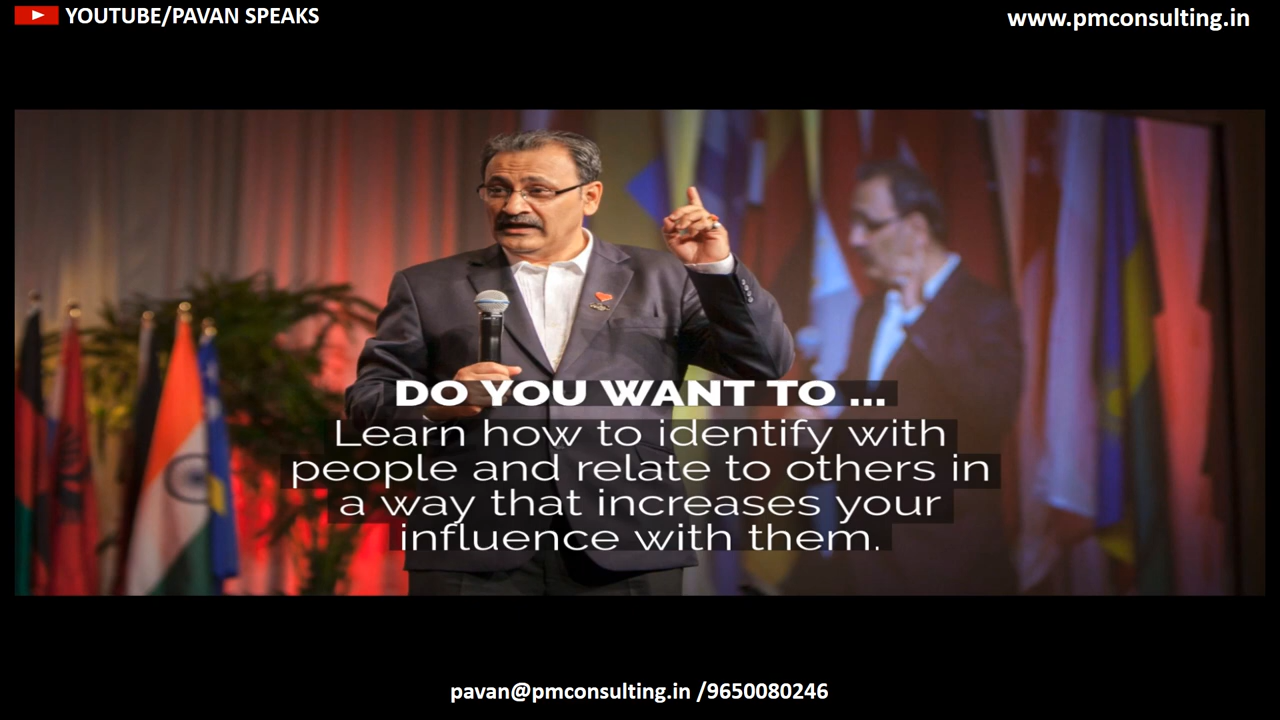 YOUTUBE/PAVAN SPEAKS
www.pmconsulting.in
DO YOU WANT TO ...
Learn how to identify with
people and relate to others in
a way that increases your
influence with them.
pavan@pmconsulting.in /9650080246